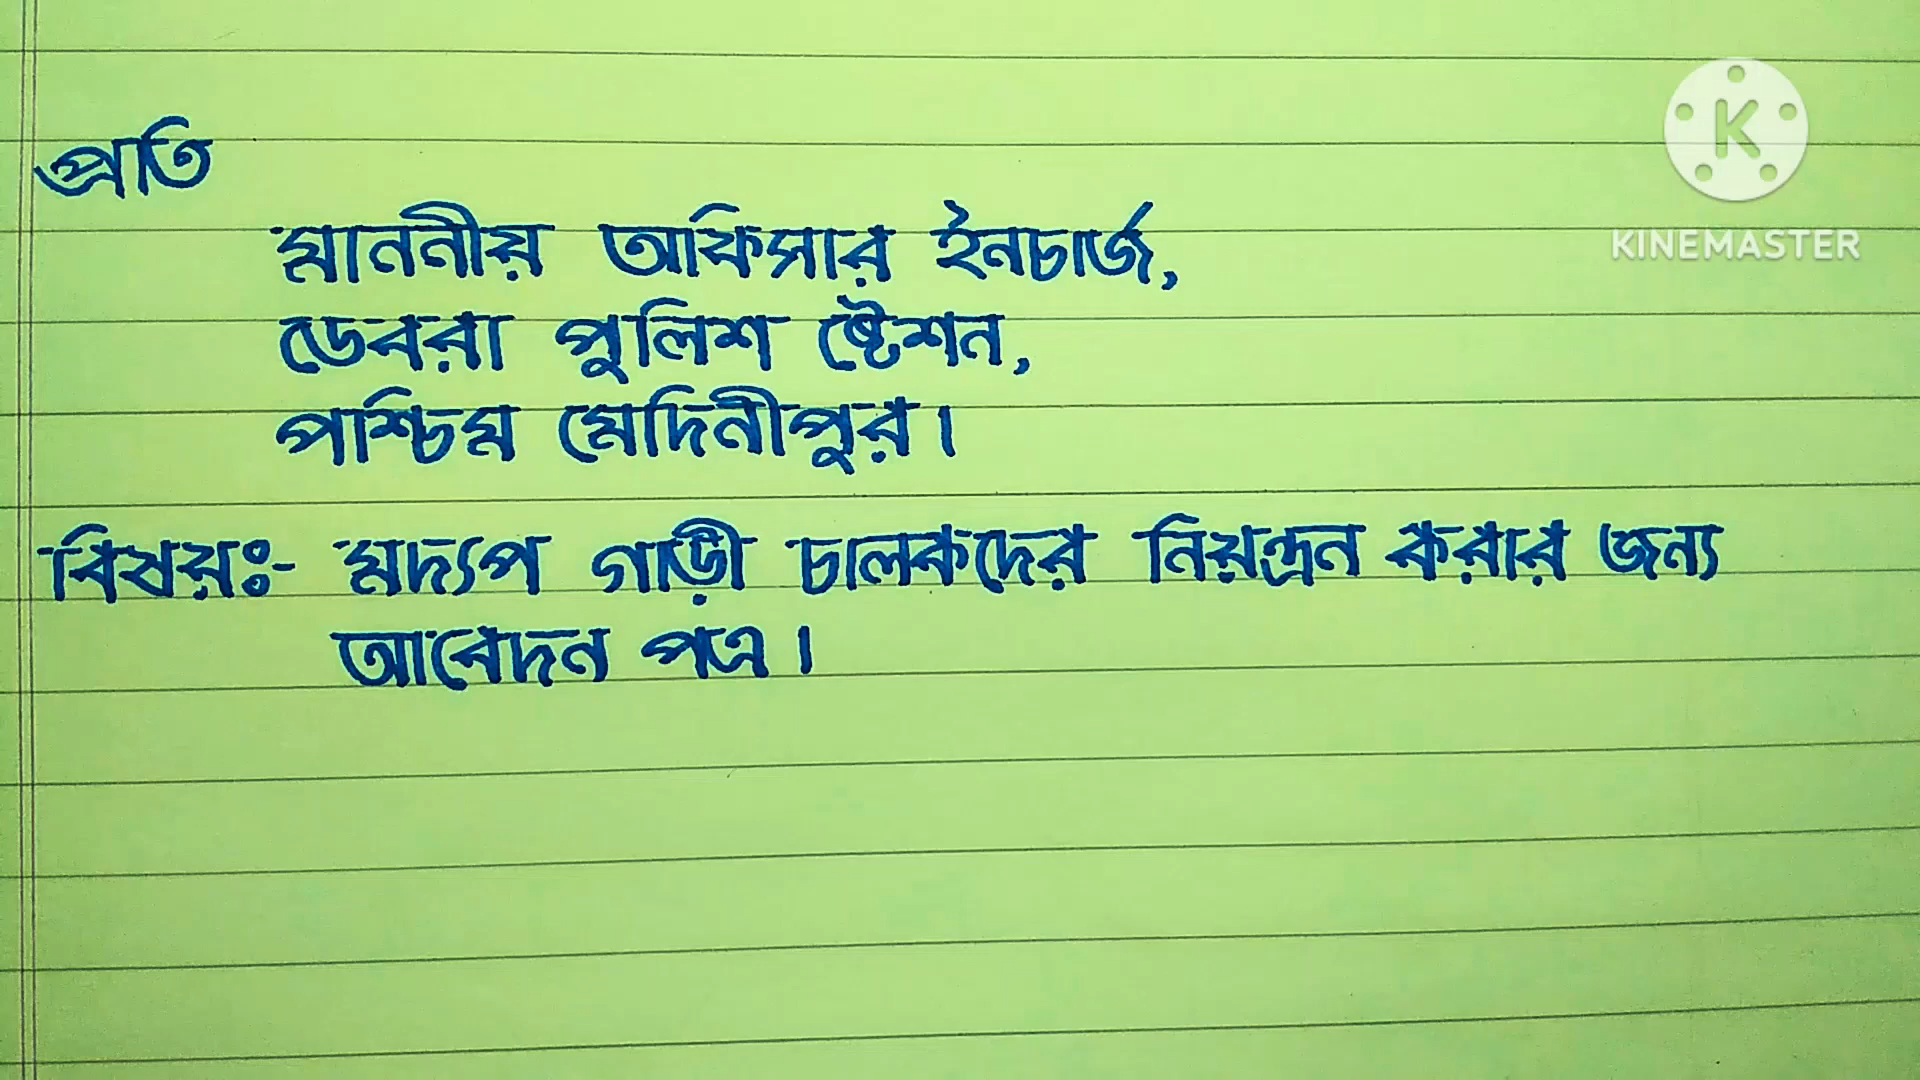 প্রতি
মাননীয় অফিসার ইনচার্জ,
ডেবরা পুলিশ ষ্টেশন,
পশ্চিম মেদিনীপুর।
বিষয়ঃ- মদ্যপ গাড়ী চালকদের নিয়ন্ত্রন করার জন্য
আবেদন পত্র।
KINEMASTER